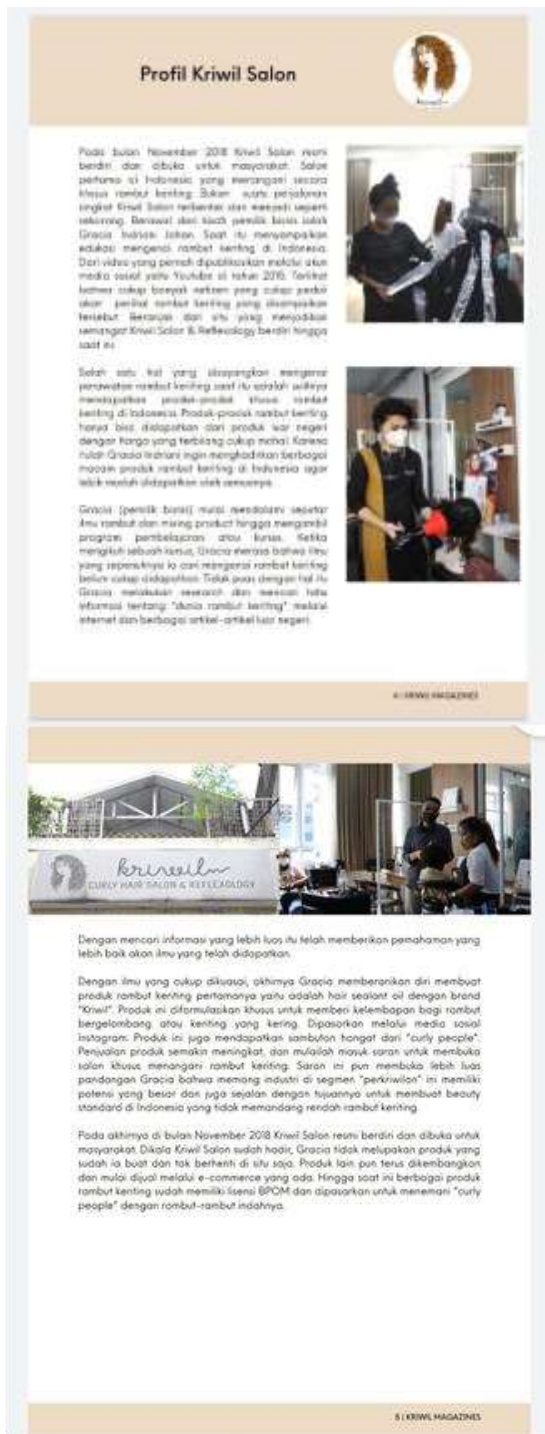 Profil Kriwil Salon
kriwil
Pada bulan November 2018 Kriwil Salon resmi
berdiri dan dibuka untuk masyarakat. Salon
pertama di Indonesia yang menangani secara
khusus rambut keriting. Bukan suatu perjalanan
singkat Kriwil Salon terbentuk dan menjadi seperti
sekarang. Berawal dari kisah pemilik bisnis ialah
Gracia Indriani Johan. Saat itu menyampaikan
edukasi mengenai rambut keriting di Indonesia.
Dari video yang pernah dipublikasikan melalui akun
media sosial yaitu Youtube di tahun 2015. Terlihat
bahwa cukup banyak netizen yang cukup peduli
akan perihal rambut keriting yang disampaikan
tersebut. Beranjak dari situ yang menjadikan
semangat Kriwil Salon & Reflexology berdiri hingga
saat ini.
Salah satu hal yang disayangkan mengenai
perawatan rambut keriting saat itu adalah sulitnya
mendapatkan produk-produk khusus rambut
keriting di Indonesia. Produk-produk rambut keriting
hanya bisa didapatkan dari produk luar negeri
dengan harga yang terbilang cukup mahal. Karena
itulah Gracia Indriani ingin menghadirkan berbagai
macam produk rambut keriting di Indonesia agar
lebih mudah didapatkan oleh semuanya.
Gracia (pemilik bisnis) mulai mendalami seputar
ilmu rambut dan mixing product hingga mengambil
program pembelajaran atau kursus. Ketika
mengikuti sebuah kursus, Gracia merasa bahwa ilmu
yang sepenuhnya ia cari mengenai rambut keriting
belum cukup didapatkan. Tidak puas dengan hal itu
Gracia melakukan research dan mencari tahu
informasi tentang "dunia rambut keriting" melalui
internet dan berbagai artikel-artikel luar negeri.
4 | KRIWIL MAGAZINES
kriwil
CURLY HAIR SALON & REFLEXOLOGY
Dengan mencari informasi yang lebih luas itu telah memberikan pemahaman yang
lebih baik akan ilmu yang telah didapatkan.
Dengan ilmu yang cukup dikuasai, akhirnya Gracia memberanikan diri membuat
produk rambut keriting pertamanya yaitu adalah hair sealant oil dengan brand
"Kriwil". Produk ini diformulasikan khusus untuk memberi kelembapan bagi rambut
bergelombang atau keriting yang kering. Dipasarkan melalui media sosial
instagram. Produk ini juga mendapatkan sambutan hangat dari "curly people".
Penjualan produk semakin meningkat, dan mulailah masuk saran untuk membuka
salon khusus menangani rambut keriting. Saran ini pun membuka lebih luas
pandangan Gracia bahwa memang industri di segmen "perkriwilan" ini memiliki
potensi yang besar dan juga sejalan dengan tujuannya untuk membuat beauty
standard di Indonesia yang tidak memandang rendah rambut keriting.
Pada akhirnya di bulan November 2018 Kriwil Salon resmi berdiri dan dibuka untuk
masyarakat. Dikala Kriwil Salon sudah hadir, Gracia tidak melupakan produk yang
sudah ia buat dan tak berhenti di situ saja. Produk lain pun terus dikembangkan
dan mulai dijual melalui e-commerce yang ada. Hingga saat ini berbagai produk
rambut keriting sudah memiliki lisensi BPOM dan dipasarkan untuk menemani "curly
people" dengan rambut-rambut indahnya.
5 | KRIWIL MAGAZINES